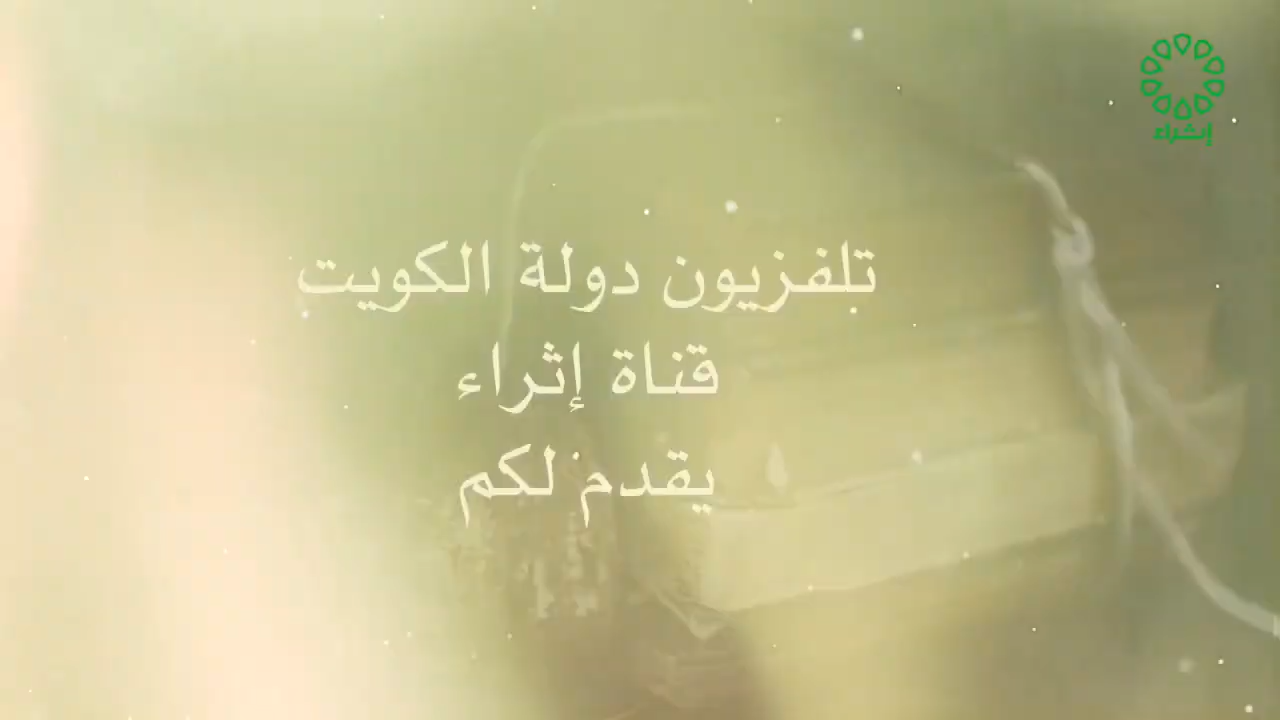 إثراء
تلفزيون دولة الكويت
قناة إثراء
يقدم لكم